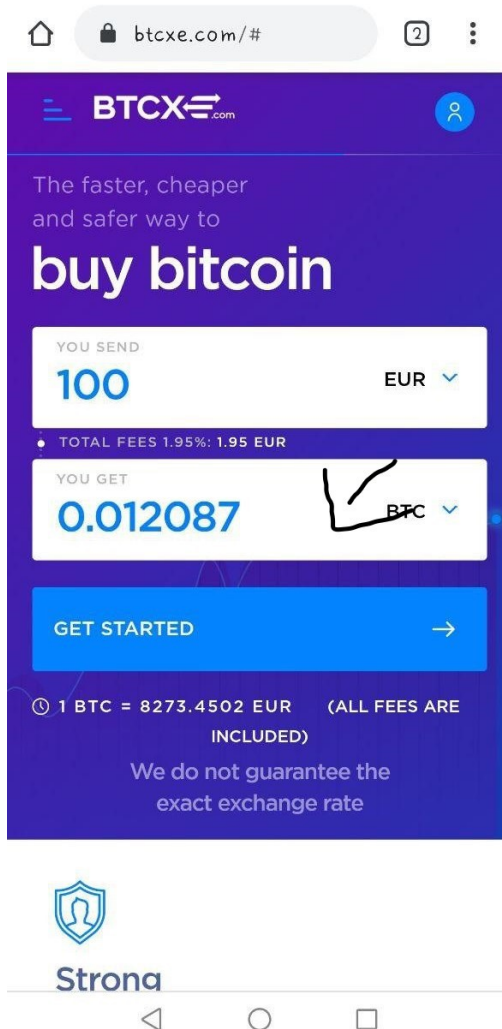 btcxe.com/#
2
BTCXE.com
The faster, cheaper
and safer way to
buy bitcoin
YOU SEND
100 EUR
TOTAL FEES 1.95%: 1.95 EUR
YOU GET
0.012087 BTC
GET STARTED
1 BTC = 8273.4502 EUR (ALL FEES ARE
INCLUDED)
We do not guarantee the
exact exchange rate
Strong